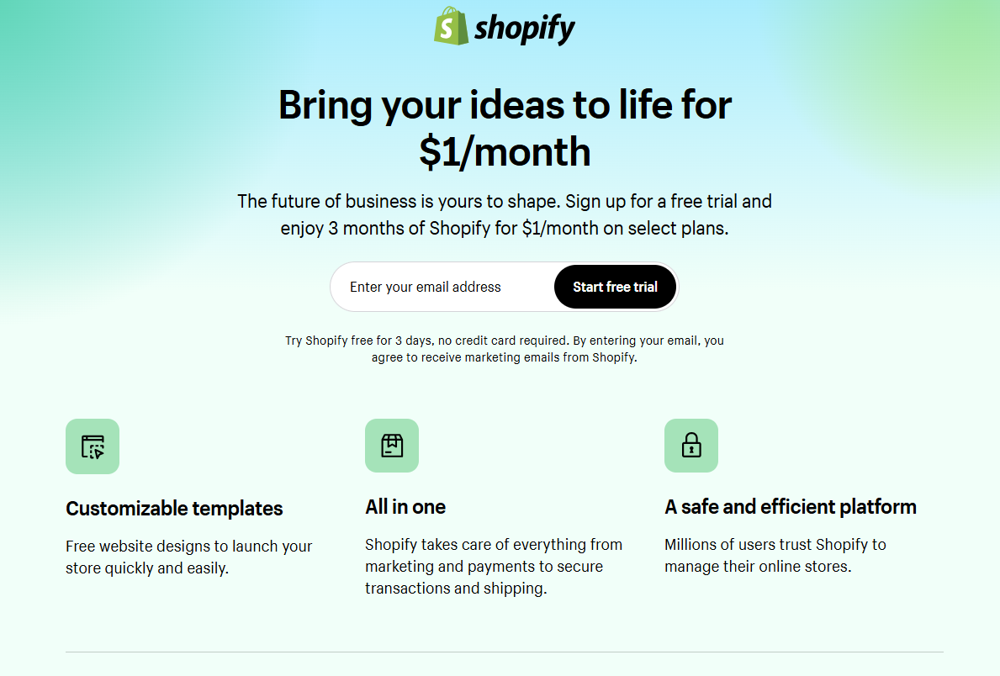 shopify
Bring your ideas to life for
$1/month
The future of business is yours to shape. Sign up for a free trial and
enjoy 3 months of Shopify for $1/month on select plans.
Enter your email address
Start free trial
Try Shopify free for 3 days, no credit card required. By entering your email, you
agree to receive marketing emails from Shopify.
Customizable templates
Free website designs to launch your
store quickly and easily.
All in one
Shopify takes care of everything from
marketing and payments to secure
transactions and shipping.
A safe and efficient platform
Millions of users trust Shopify to
manage their online stores.